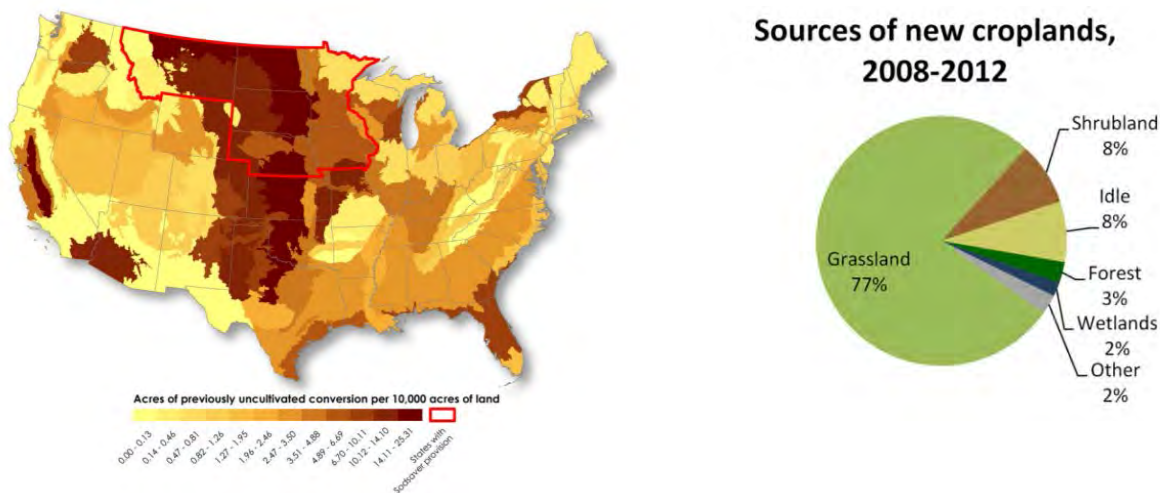 Acres of previously uncultivated conversion per 10,000 acres of land
0.00 - 0.13
0.14 - 0.46
0.47 - 0.81
0.82 - 1.26
1.27 - 1.95
1.96 - 2.46
2.47 - 3.50
3.51 - 4.88
4.89 - 6.69
6.70 - 10.11
10.12 - 14.10
14.11 - 25.31
States with
Sodsaver provision
Sources of new croplands,
2008-2012
Shrubland
8%
Idle
8%
Grassland
77%
Forest
3%
Wetlands
2%
Other
2%